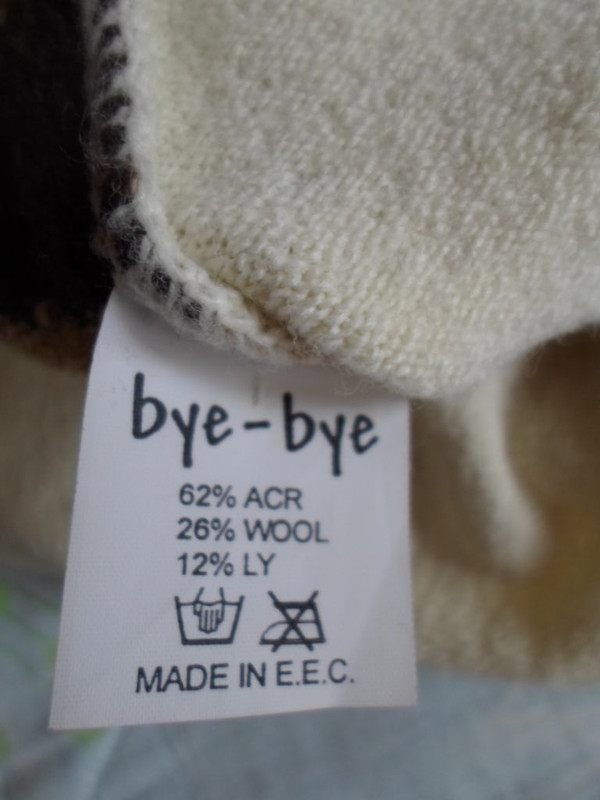 bye-bye
62% ACR
26% WOOL
12% LY
MADE IN E.E.C.